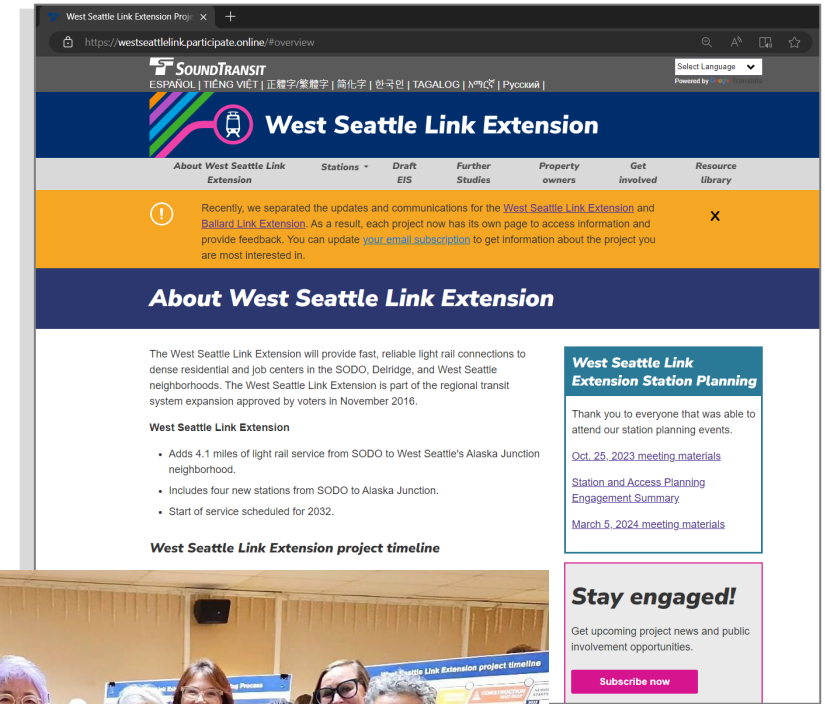 West Seattle Link Extension Proje
https://westseattlelink.participate.online/#overview
SOUNDTRANSIT
ESPAÑOL | TIẾNG VIỆT | 正體字/繁體字 | 简化字 | 한국인 | TAGALOG | አማርኛ | Русский |
Select Language
Powered by Google Translate
West Seattle Link Extension
About West Seattle Link Extension
Stations
Draft EIS
Further Studies
Property owners
Get involved
Resource library
Recently, we separated the updates and communications for the West Seattle Link Extension and
Ballard Link Extension. As a result, each project now has its own page to access information and
provide feedback. You can update your email subscription to get information about the project you
are most interested in.
X
About West Seattle Link Extension
The West Seattle Link Extension will provide fast, reliable light rail connections to
dense residential and job centers in the SODO, Delridge, and West Seattle
neighborhoods. The West Seattle Link Extension is part of the regional transit
system expansion approved by voters in November 2016.
West Seattle Link Extension
• Adds 4.1 miles of light rail service from SODO to West Seattle's Alaska Junction
neighborhood.
• Includes four new stations from SODO to Alaska Junction.
• Start of service scheduled for 2032.
West Seattle Link Extension project timeline
West Seattle Link
Extension Station Planning
Thank you to everyone that was able to
attend our station planning events.
Oct. 25, 2023 meeting materials
Station and Access Planning
Engagement Summary
March 5, 2024 meeting materials
Stay engaged!
Get upcoming project news and public
involvement opportunities.
Subscribe now
Link Extension project timeline
CONSTRUCTION
Process